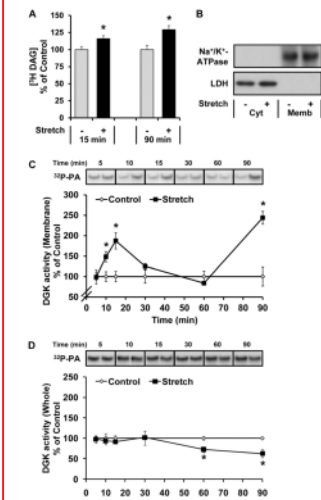 A
[³H DAG]
% of Control
150
125
100
75
50
25
0
*
*
Stretch - + - +
15 min 90 min
B
Na⁺/K⁺-
ATPase
LDH
Stretch - + - +
Cyt Memb
C
Time (min) 5 10 15 30 60 90
³²P-PA
DGK activity (Membrane)
% of Control
300
250
200
150
100
50
Control Stretch
*
*
*
0 10 20 30 40 50 60 70 80 90
Time (min)
D
Time (min) 5 10 15 30 60 90
³²P-PA
DGK activity (Whole)
% of Control
250
200
150
100
50
0
Control Stretch
*
*
0 10 20 30 40 50 60 70 80 90